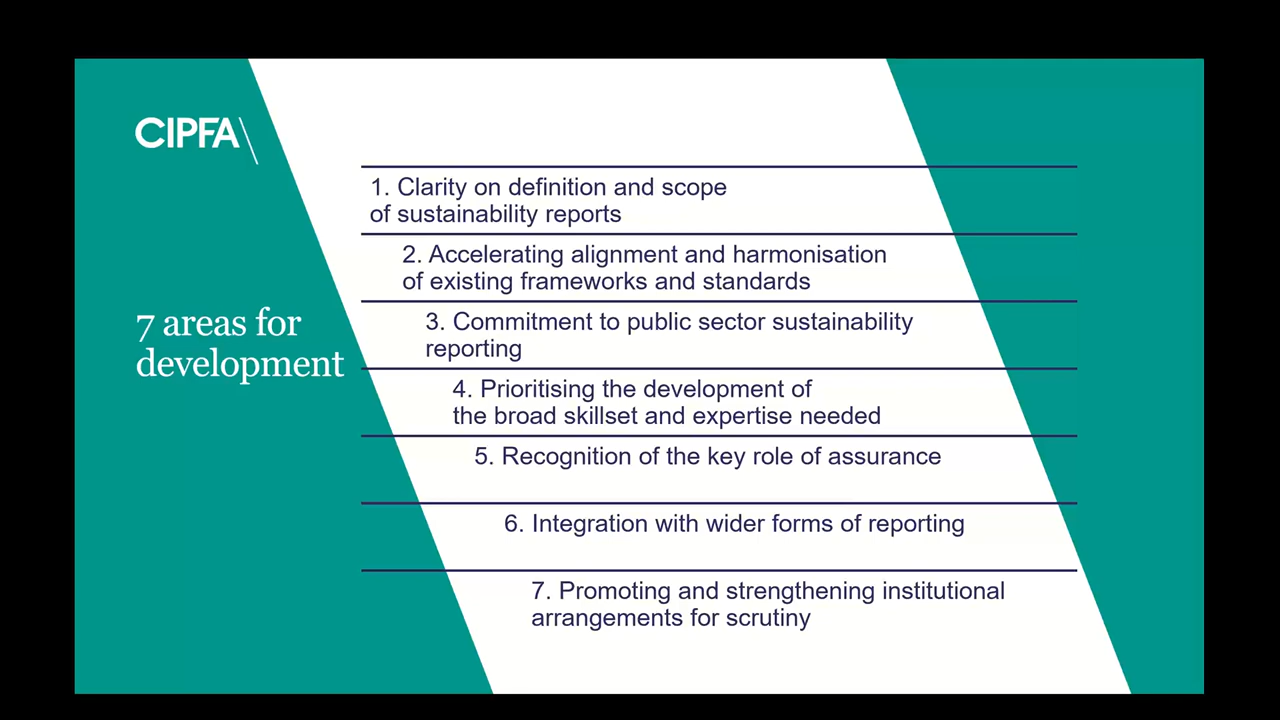 CIPFA
7 areas for
development
1. Clarity on definition and scope
of sustainability reports
2. Accelerating alignment and harmonisation
of existing frameworks and standards
3. Commitment to public sector sustainability
reporting
4. Prioritising the development of
the broad skillset and expertise needed
5. Recognition of the key role of assurance
6. Integration with wider forms of reporting
7. Promoting and strengthening institutional
arrangements for scrutiny